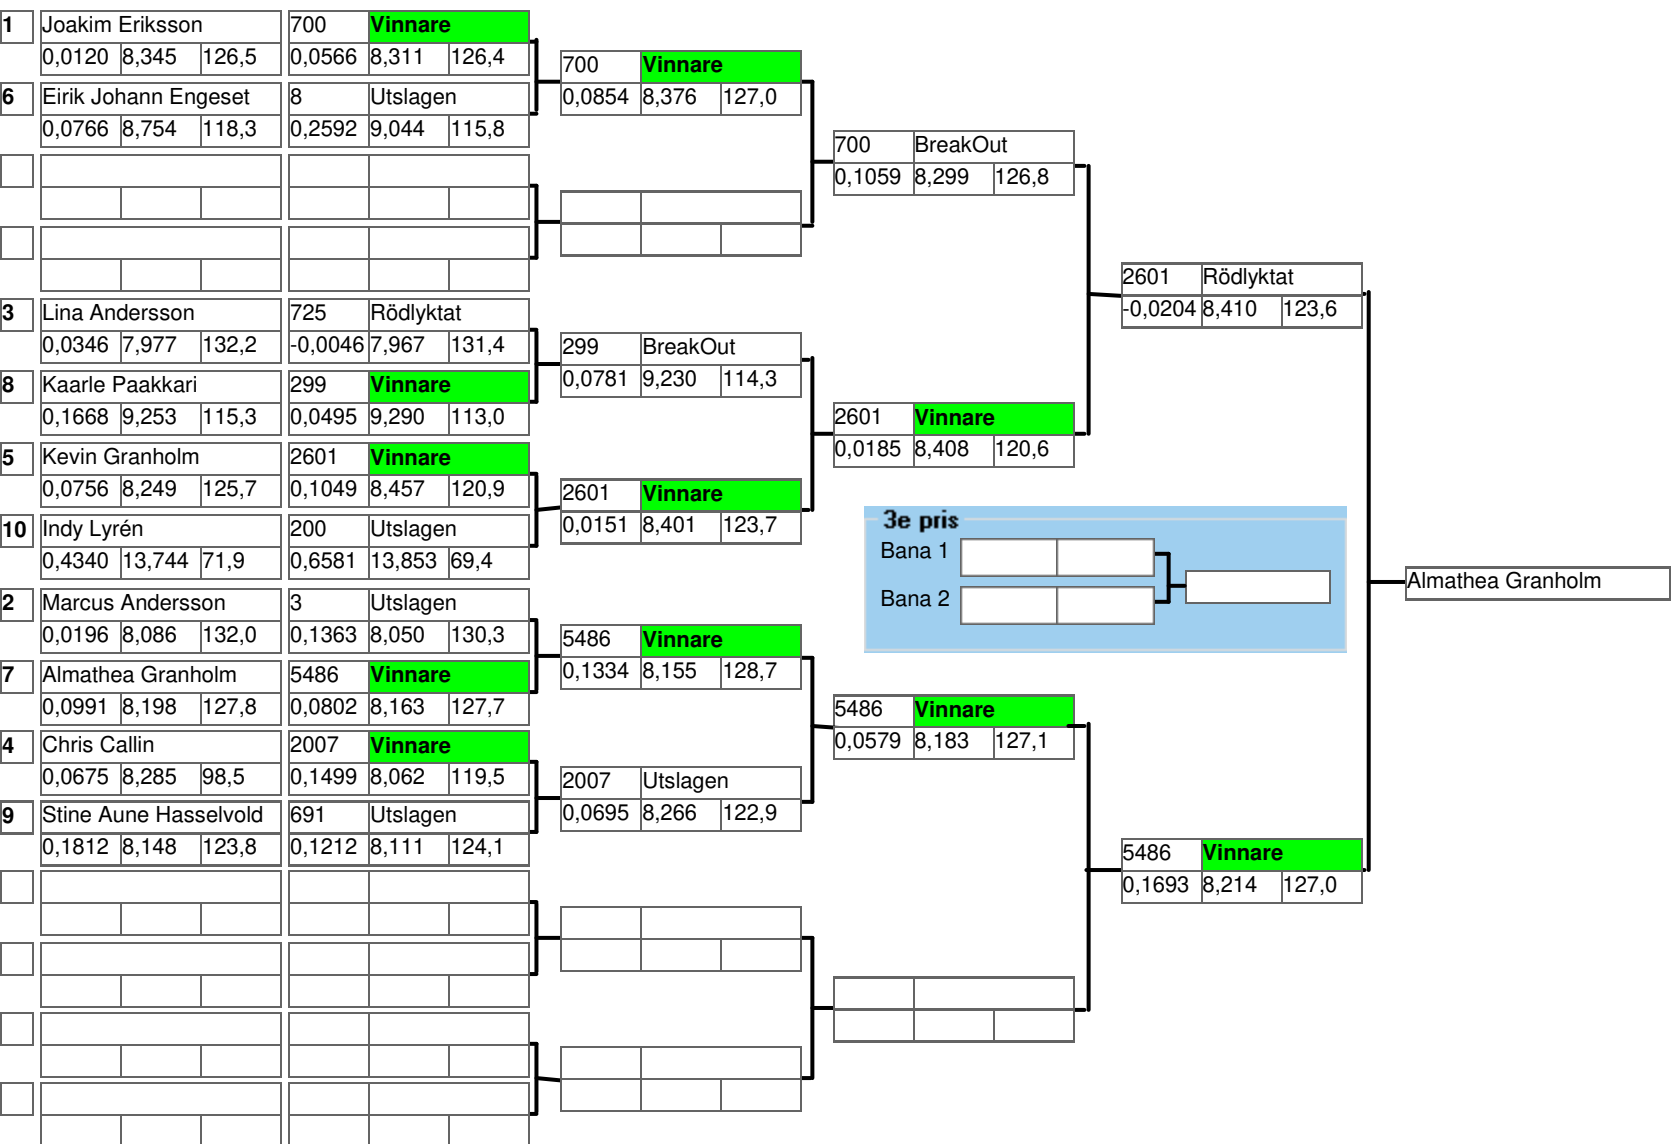 1 Joakim Eriksson 700 Vinnare
0,0120 8,345 126,5 0,0566 8,311 126,4
6 Eirik Johann Engeset 8 Utslagen
0,0766 8,754 118,3 0,2592 9,044 115,8
3 Lina Andersson 725 Rödlyktat
0,0346 7,977 132,2 -0,0046 7,967 131,4
8 Kaarle Paakkari 299 Vinnare
0,1668 9,253 115,3 0,0495 9,290 113,0
5 Kevin Granholm 2601 Vinnare
0,0756 8,249 125,7 0,1049 8,457 120,9
10 Indy Lyrén 200 Utslagen
0,4340 13,744 71,9 0,6581 13,853 69,4
2 Marcus Andersson 3 Utslagen
0,0196 8,086 132,0 0,1363 8,050 130,3
7 Almathea Granholm 5486 Vinnare
0,0991 8,198 127,8 0,0802 8,163 127,7
4 Chris Callin 2007 Vinnare
0,0675 8,285 98,5 0,1499 8,062 119,5
9 Stine Aune Hasselvold 691 Utslagen
0,1812 8,148 123,8 0,1212 8,111 124,1
700 Vinnare
0,0854 8,376 127,0
299 BreakOut
0,0781 9,230 114,3
2601 Vinnare
0,0151 8,401 123,7
5486 Vinnare
0,1334 8,155 128,7
2007 Utslagen
0,0695 8,266 122,9
700 BreakOut
0,1059 8,299 126,8
2601 Vinnare
0,0185 8,408 120,6
3e pris
Bana 1
Bana 2
5486 Vinnare
0,0579 8,183 127,1
2601 Rödlyktat
-0,0204 8,410 123,6
5486 Vinnare
0,1693 8,214 127,0
Almathea Granholm